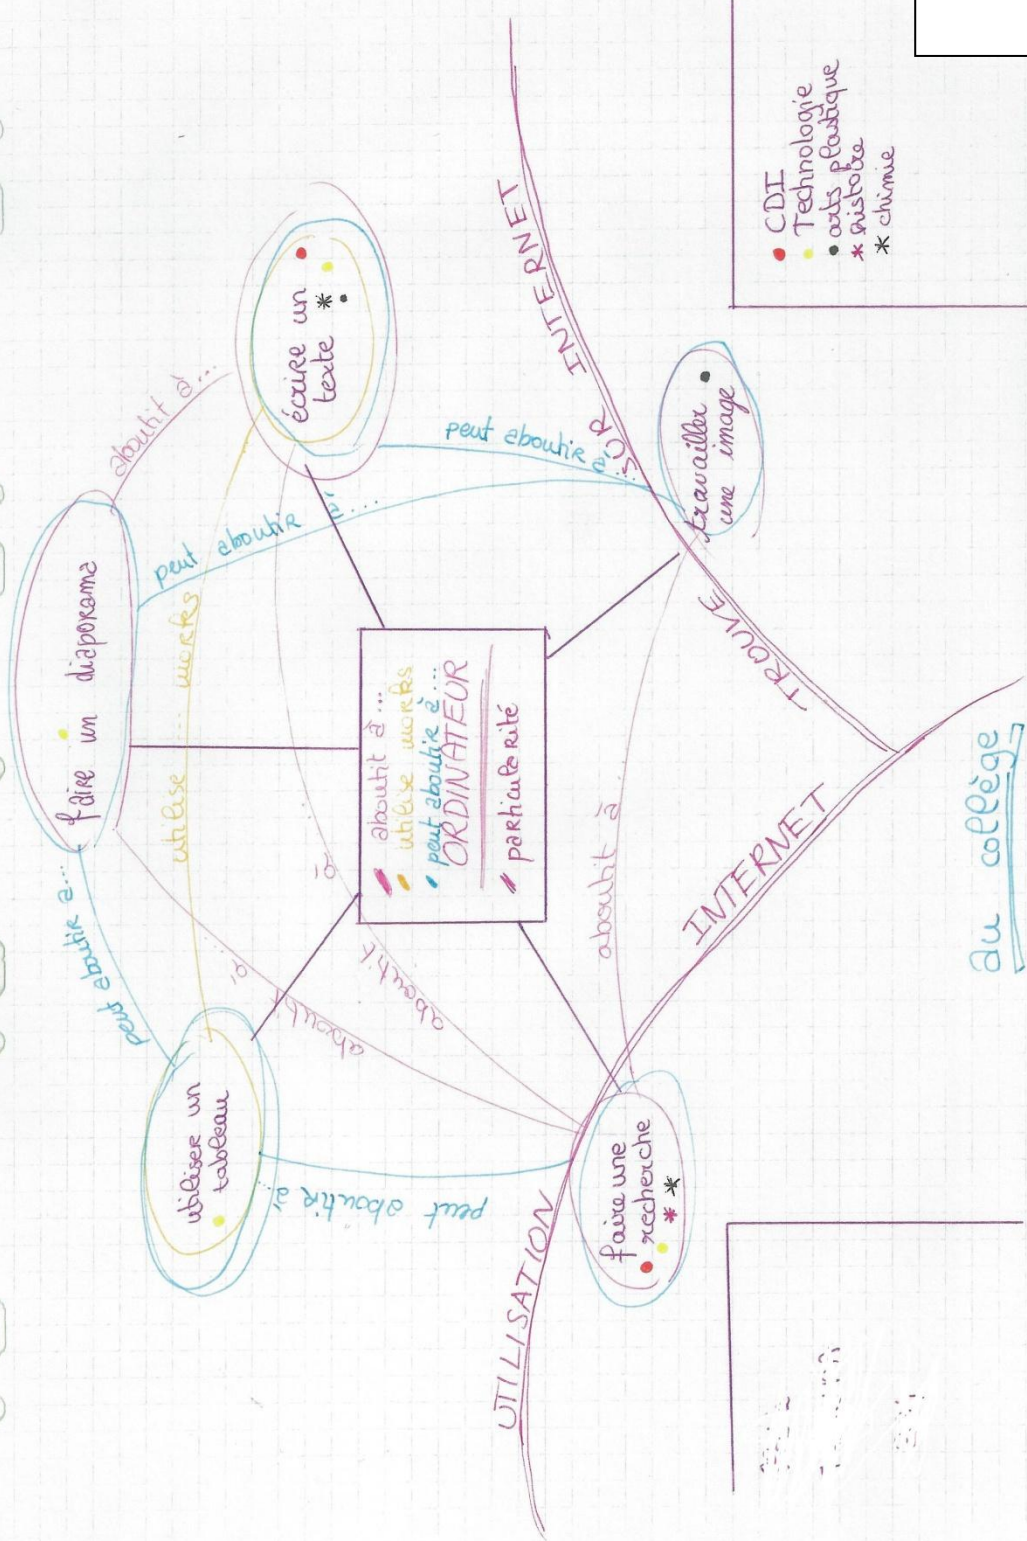 faire un diaporama
utiliser un
tableau
écrire un
texte
faire une
recherche
travailler
une image
aboutit à...
utilise works
peut aboutir à...
ORDINATEUR
particularité
peut aboutir à...
aboutit à...
utilise works
peut aboutir à...
peut aboutir à...
aboutit à...
aboutit à
peut aboutir à...
aboutit à
UTILISATION
INTERNET
TROUVE
SUR
INTERNET
CDI
Technologie
arts plastique
histoire
chimie
au collège